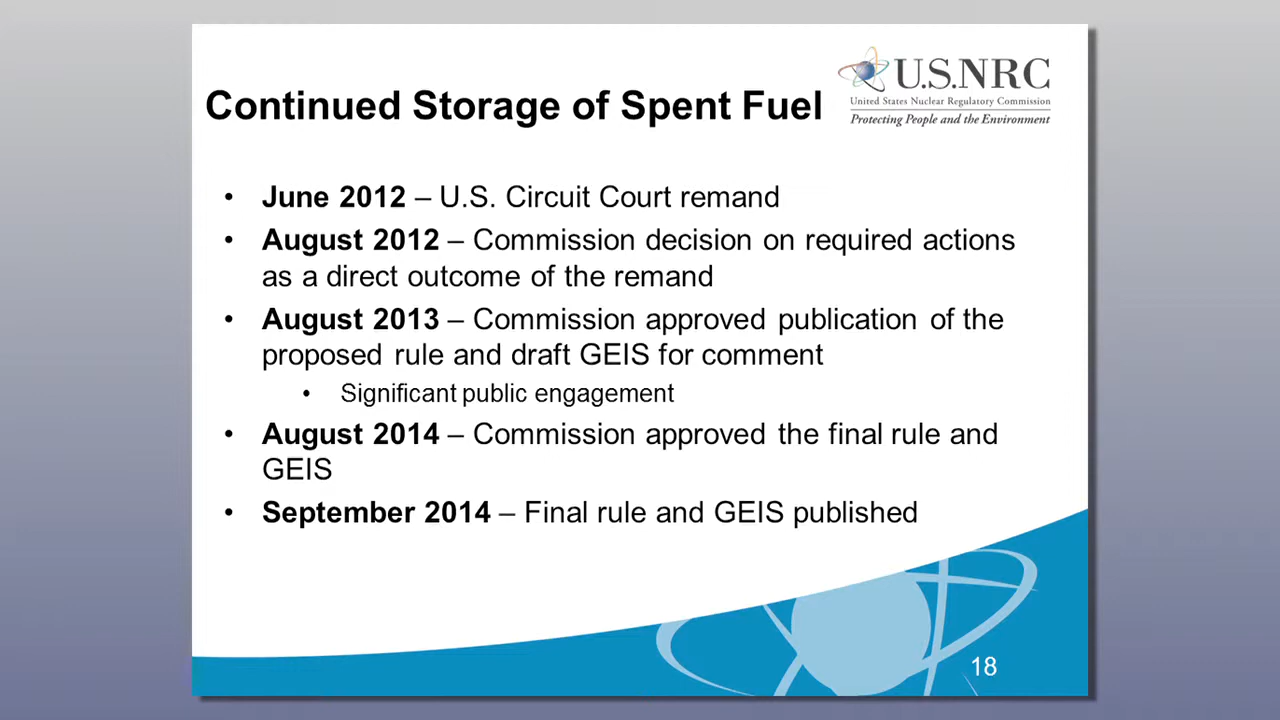 U.S.NRC
United States Nuclear Regulatory Commission
Protecting People and the Environment
Continued Storage of Spent Fuel
• June 2012 – U.S. Circuit Court remand
• August 2012 – Commission decision on required actions
as a direct outcome of the remand
• August 2013 – Commission approved publication of the
proposed rule and draft GEIS for comment
• Significant public engagement
• August 2014 – Commission approved the final rule and
GEIS
• September 2014 – Final rule and GEIS published
18